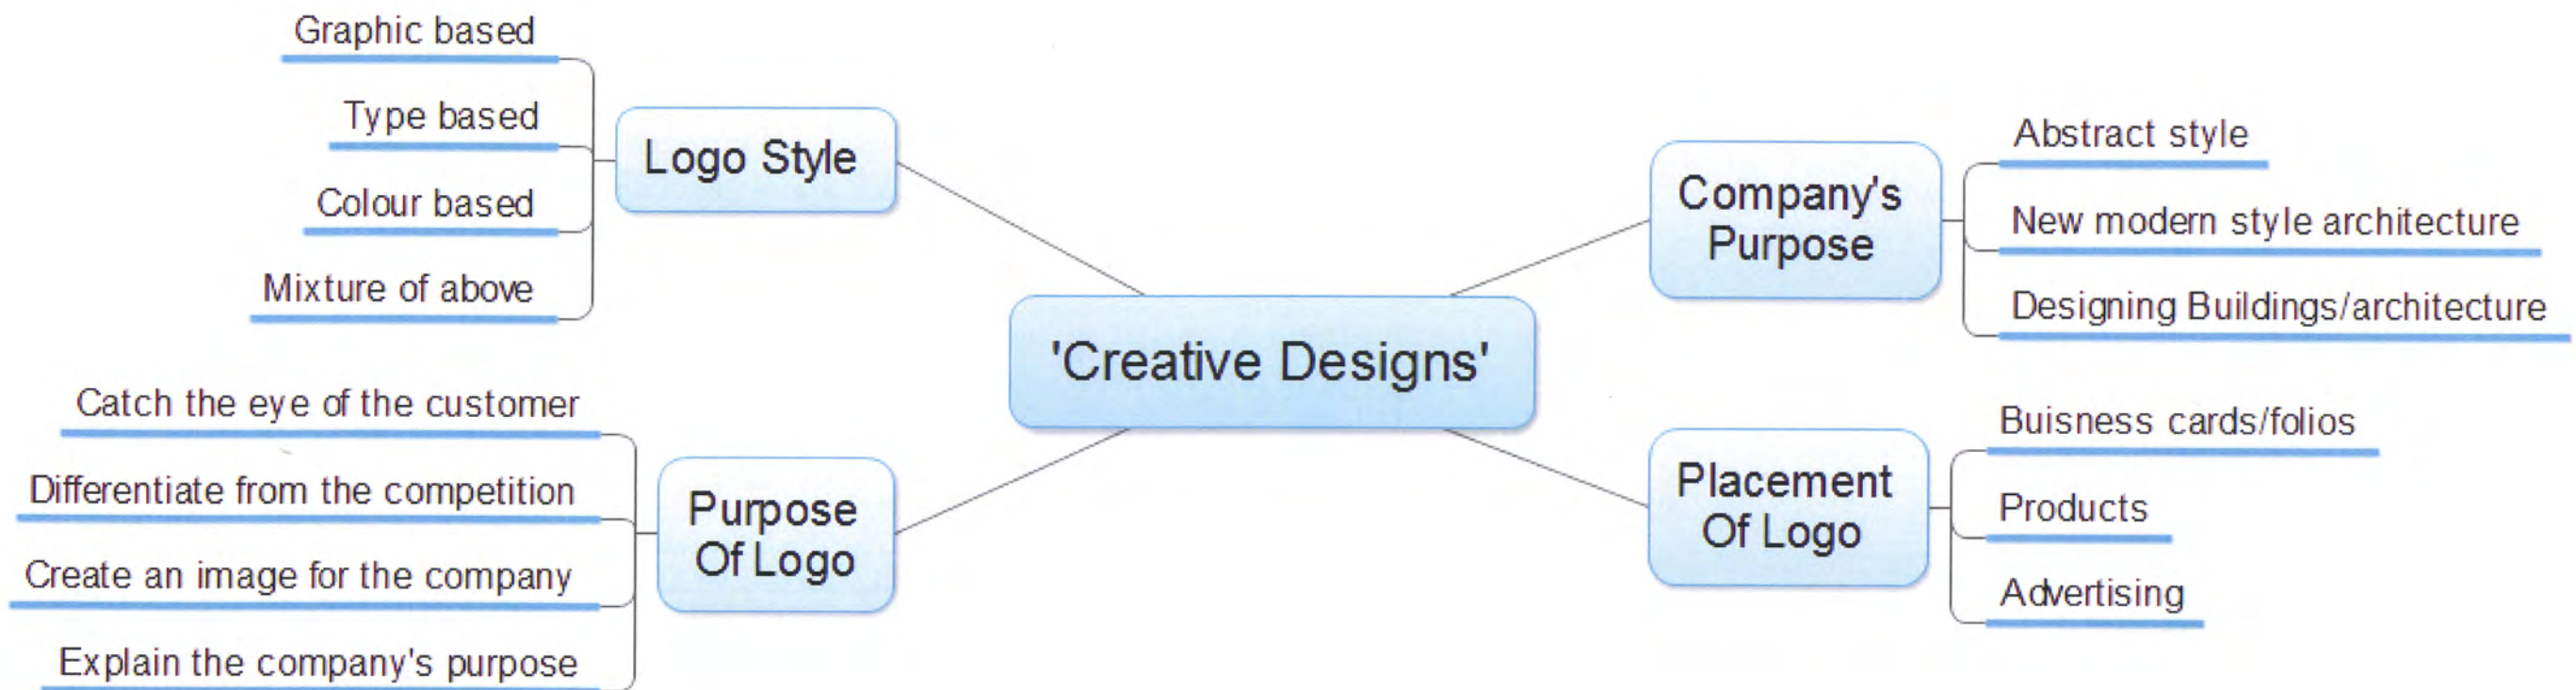 Graphic based
Type based
Colour based
Mixture of above
Logo Style
Catch the eye of the customer
Differentiate from the competition
Create an image for the company
Explain the company's purpose
Purpose
Of Logo
'Creative Designs'
Company's
Purpose
Abstract style
New modern style architecture
Designing Buildings/architecture
Placement
Of Logo
Buisness cards/folios
Products
Advertising